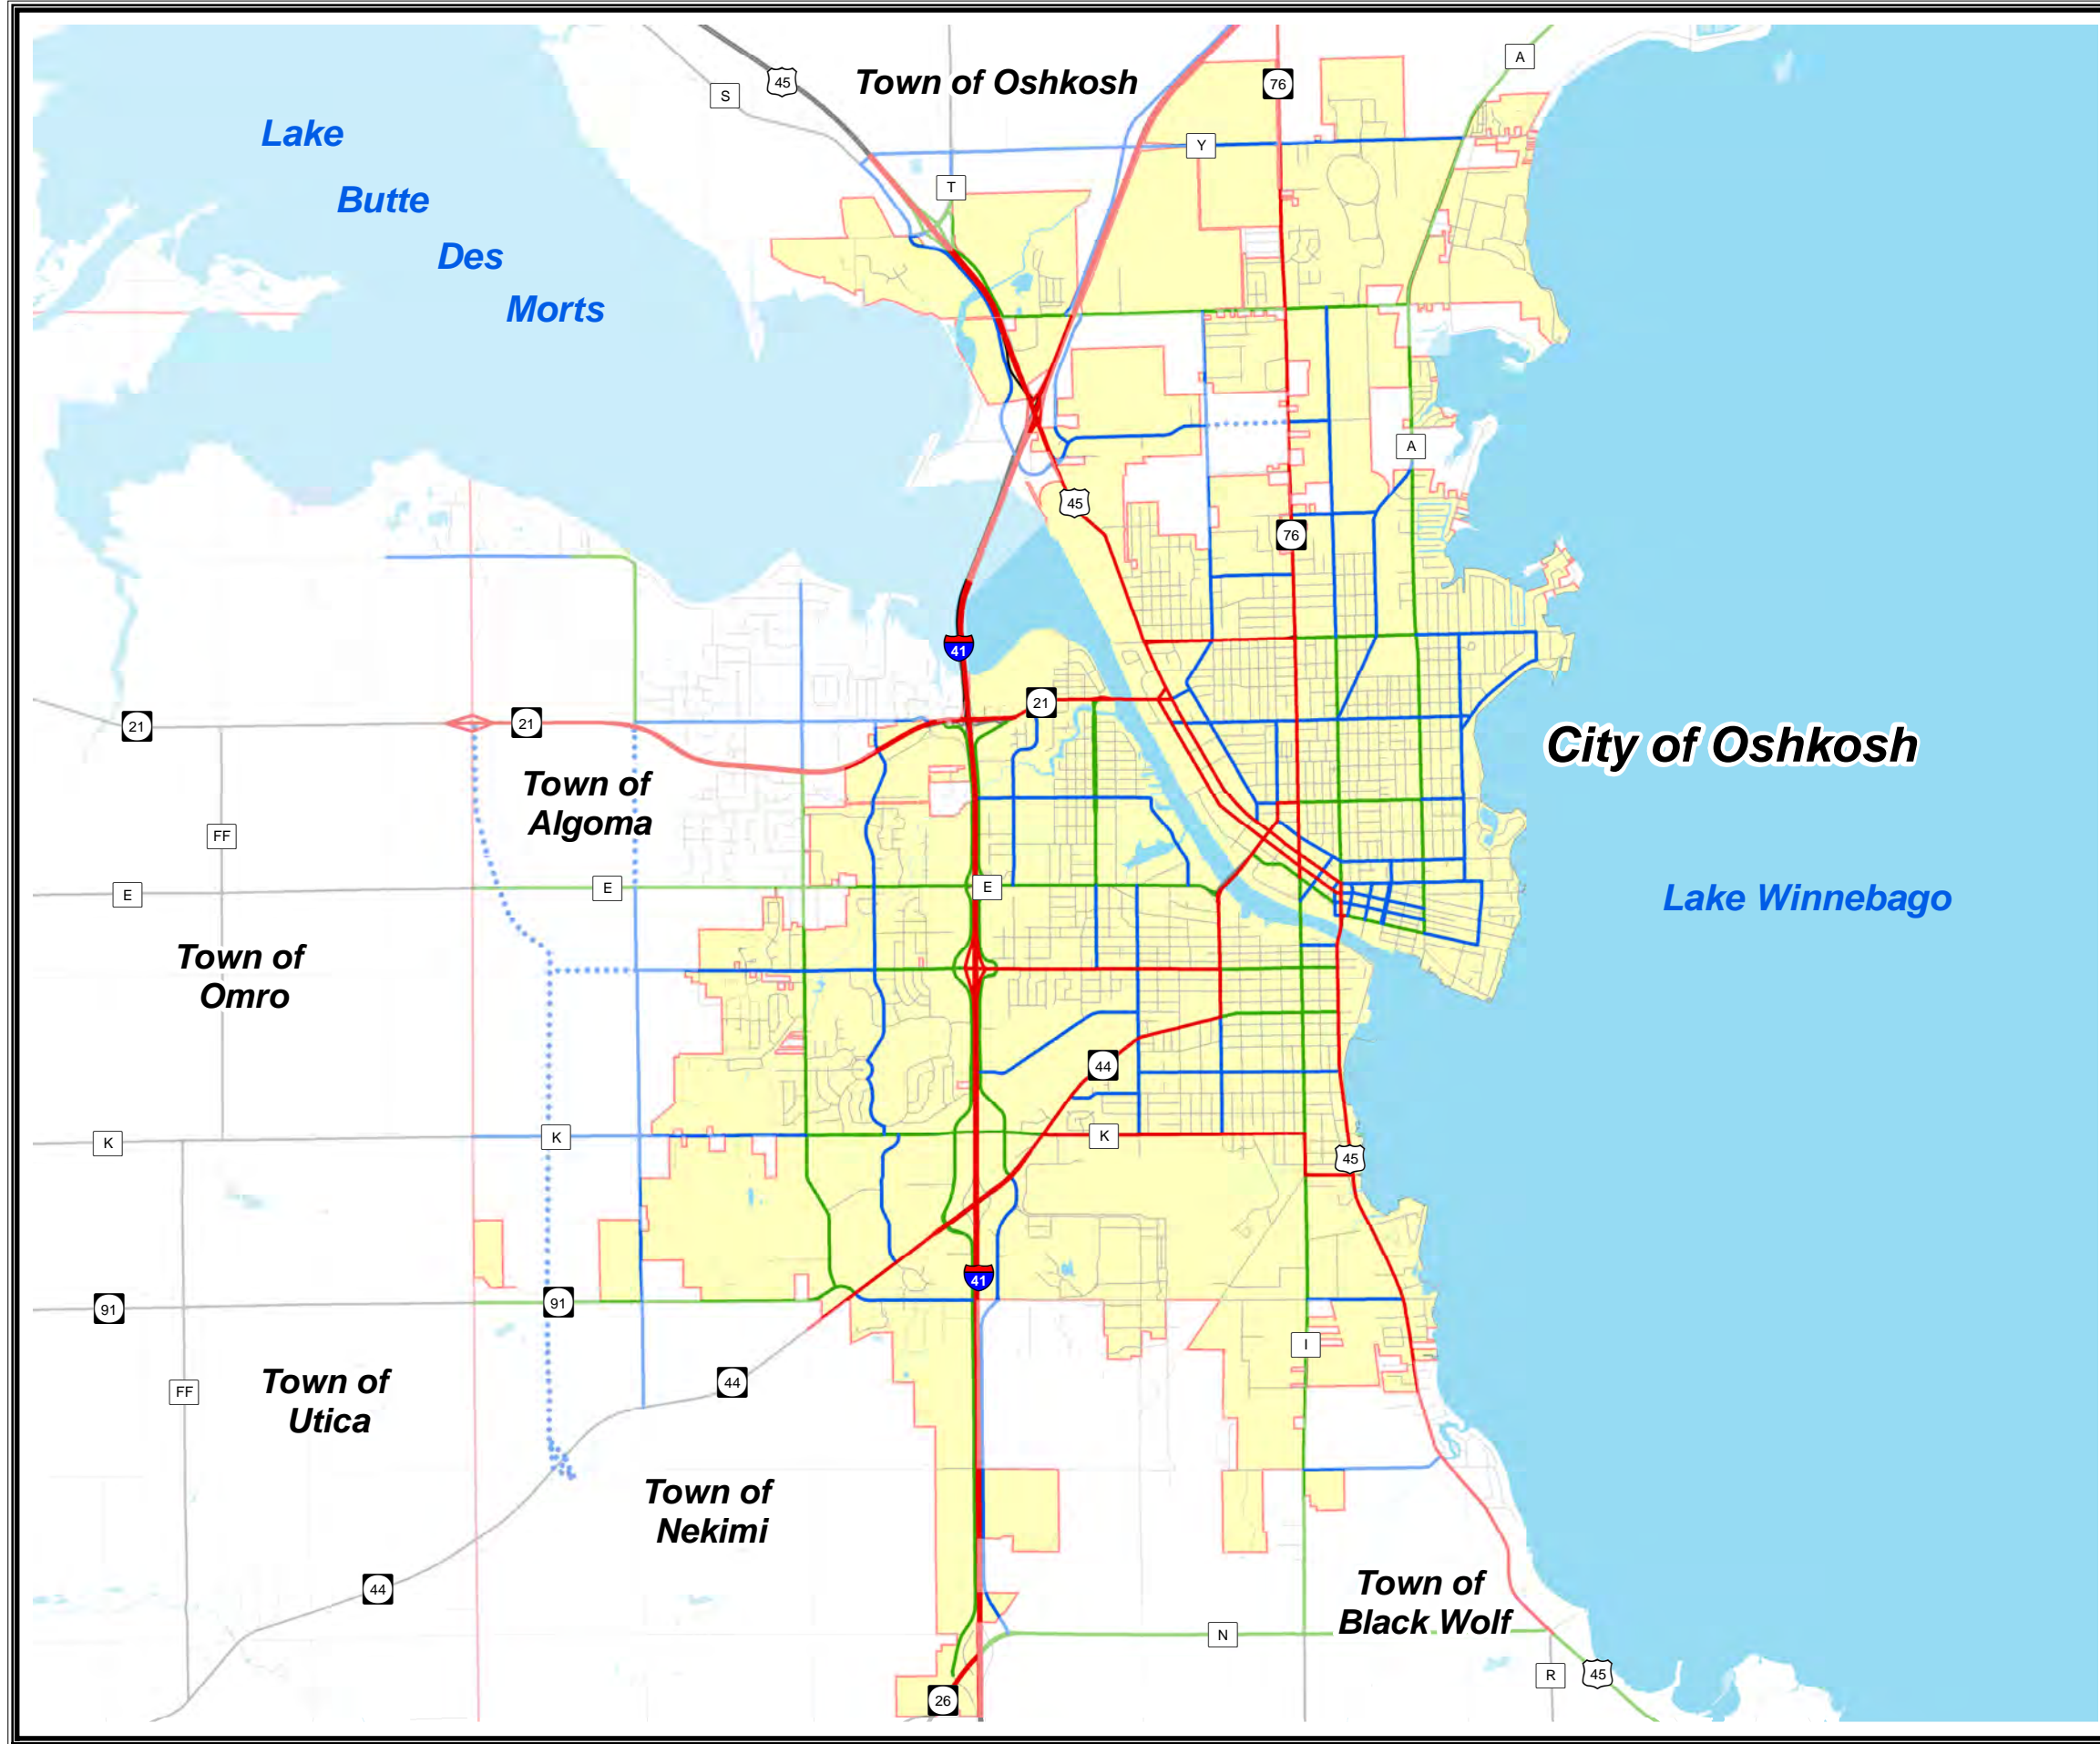 A
45
Town of Oshkosh
76
S
Lake
Y
T
Butte
Des
Morts
A
45
76
41
21
21
21
City of Oshkosh
Town of
Algoma
FF
E
E
E
Lake Winnebago
Town of
Omro
44
K
K
K
45
41
91
91
I
44
FF
Town of
Utica
Town of
Nekimi
44
Town of
Black Wolf
N
R
45
26